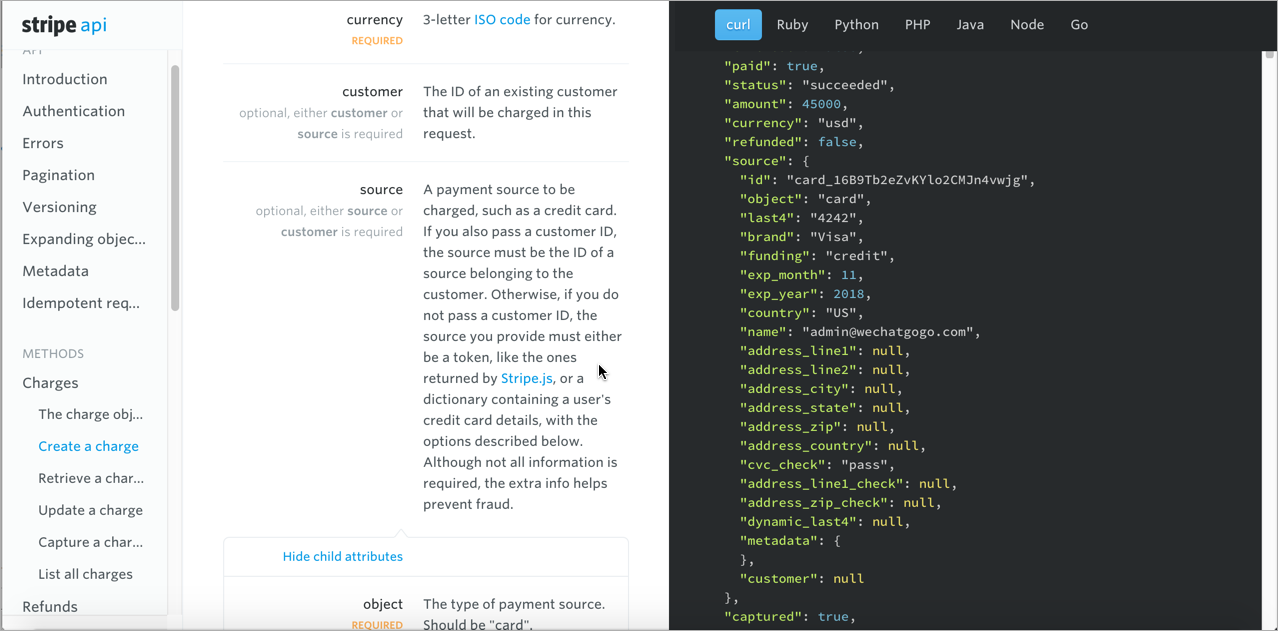 stripe api
API
Introduction
Authentication
Errors
Pagination
Versioning
Expanding objec...
Metadata
Idempotent req...
METHODS
Charges
The charge obj...
Create a charge
Retrieve a char...
Update a charge
Capture a char...
List all charges
Refunds
currency
REQUIRED
3-letter ISO code for currency.
customer
optional, either customer or
source is required
The ID of an existing customer
that will be charged in this
request.
source
optional, either source or
customer is required
A payment source to be
charged, such as a credit card.
If you also pass a customer ID,
the source must be the ID of a
source belonging to the
customer. Otherwise, if you do
not pass a customer ID, the
source you provide must either
be a token, like the ones
returned by Stripe.js, or a
dictionary containing a user's
credit card details, with the
options described below.
Although not all information is
required, the extra info helps
prevent fraud.
Hide child attributes
object
REQUIRED
The type of payment source.
Should be "card".
curl Ruby Python PHP Java Node Go
"paid": true,
"status": "succeeded",
"amount": 45000,
"currency": "usd",
"refunded": false,
"source": {
"id": "card_16B9Tb2eZvKYlo2CMJn4vwjg",
"object": "card",
"last4": "4242",
"brand": "Visa",
"funding": "credit",
"exp_month": 11,
"exp_year": 2018,
"country": "US",
"name": "admin@wechatgogo.com",
"address_line1": null,
"address_line2": null,
"address_city": null,
"address_state": null,
"address_zip": null,
"address_country": null,
"cvc_check": "pass",
"address_line1_check": null,
"address_zip_check": null,
"dynamic_last4": null,
"metadata": {
},
"customer": null
},
"captured": true,